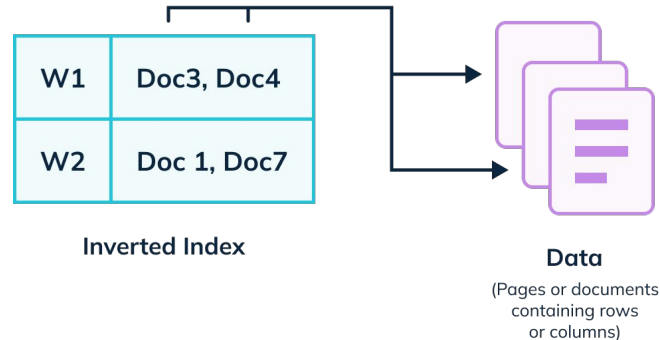 W1 Doc3, Doc4
W2 Doc 1, Doc7
Inverted Index
Data
(Pages or documents
containing rows
or columns)